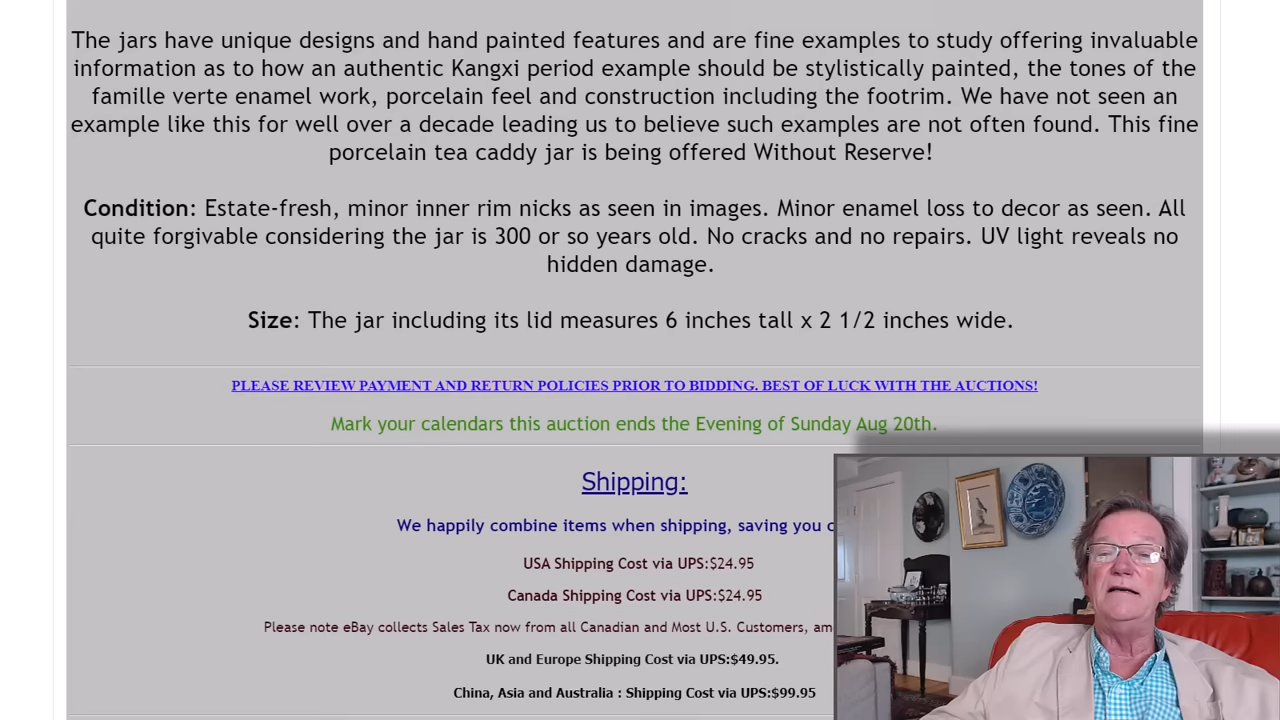 The jars have unique designs and hand painted features and are fine examples to study offering invaluable
information as to how an authentic Kangxi period example should be stylistically painted, the tones of the
famille verte enamel work, porcelain feel and construction including the footrim. We have not seen an
example like this for well over a decade leading us to believe such examples are not often found. This fine
porcelain tea caddy jar is being offered Without Reserve!
Condition: Estate-fresh, minor inner rim nicks as seen in images. Minor enamel loss to decor as seen. All
quite forgivable considering the jar is 300 or so years old. No cracks and no repairs. UV light reveals no
hidden damage.
Size: The jar including its lid measures 6 inches tall x 2 1/2 inches wide.
PLEASE REVIEW PAYMENT AND RETURN POLICIES PRIOR TO BIDDING. BEST OF LUCK WITH THE AUCTIONS!
Mark your calendars this auction ends the Evening of Sunday Aug 20th.
Shipping:
We happily combine items when shipping, saving you
USA Shipping Cost via UPS:$24.95
Canada Shipping Cost via UPS:$24.95
Please note eBay collects Sales Tax now from all Canadian and Most U.S. Customers,
UK and Europe Shipping Cost via UPS:$49.95.
China, Asia and Australia : Shipping Cost via UPS:$99.95